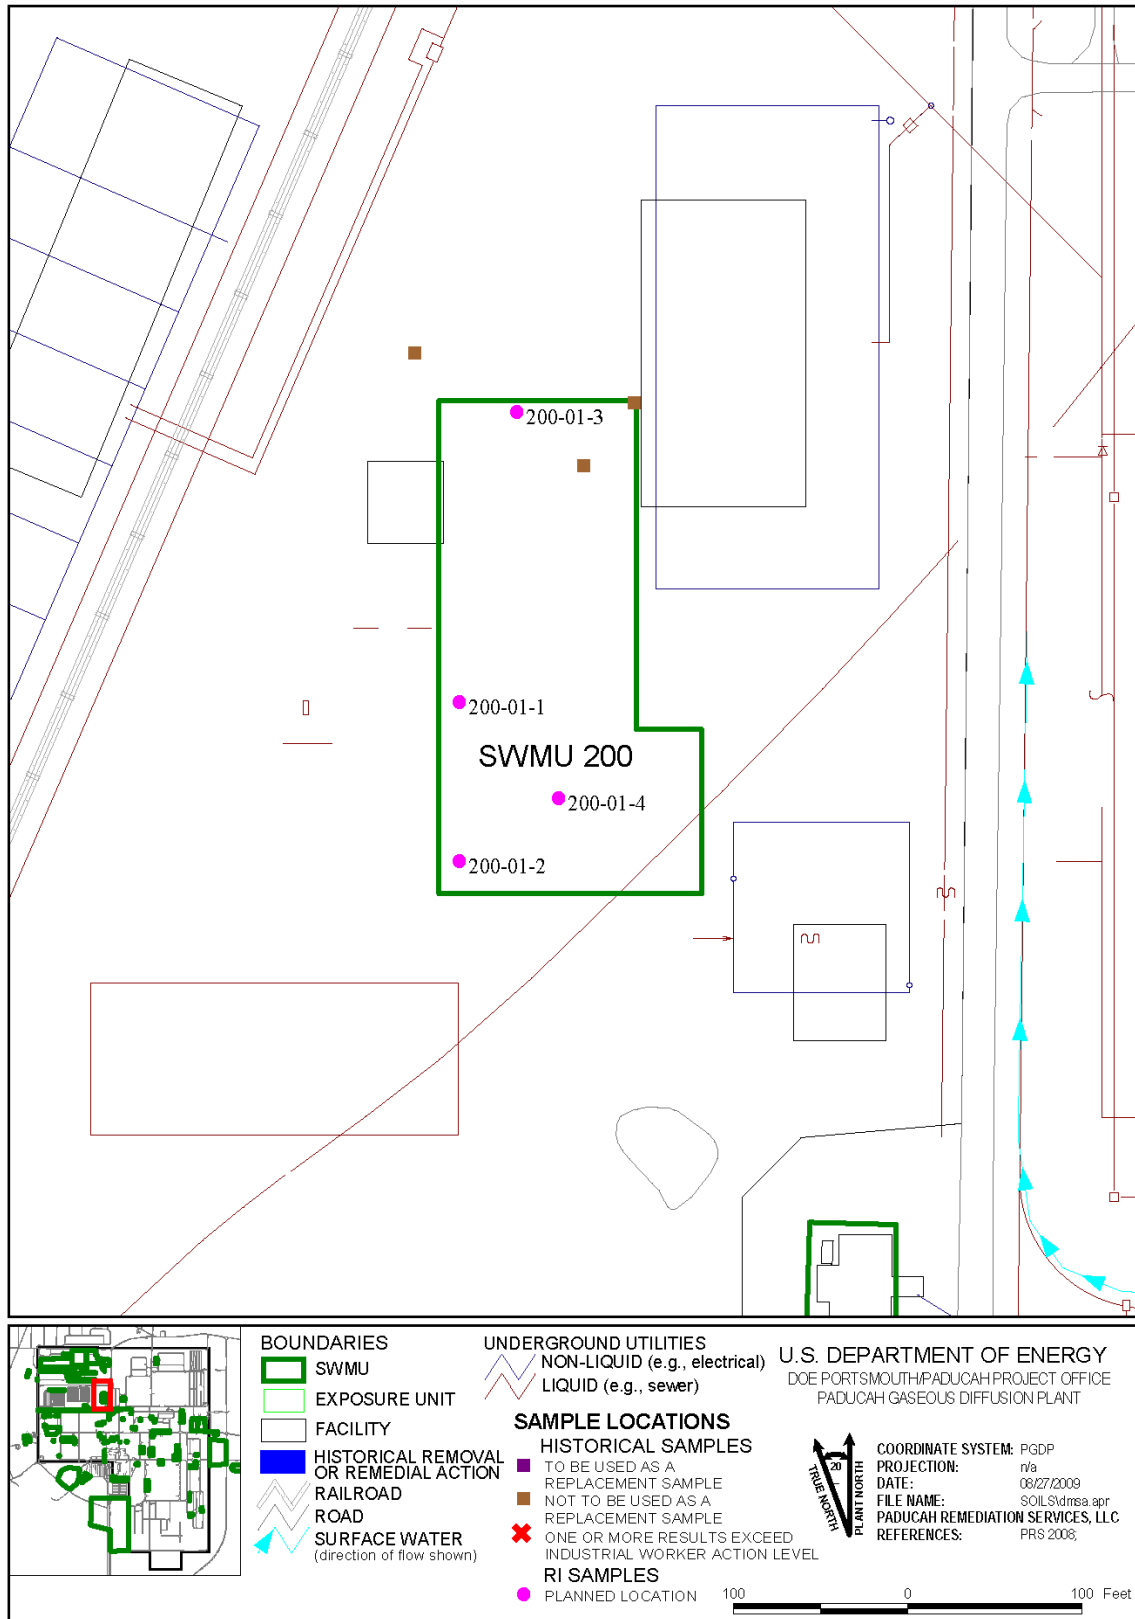 200-01-3
200-01-1
SWMU 200
200-01-4
200-01-2
BOUNDARIES
SWMU
EXPOSURE UNIT
FACILITY
HISTORICAL REMOVAL
OR REMEDIAL ACTION
RAILROAD
ROAD
SURFACE WATER
(direction of flow shown)
UNDERGROUND UTILITIES
NON-LIQUID (e.g., electrical)
LIQUID (e.g., sewer)
SAMPLE LOCATIONS
HISTORICAL SAMPLES
TO BE USED AS A
REPLACEMENT SAMPLE
NOT TO BE USED AS A
REPLACEMENT SAMPLE
ONE OR MORE RESULTS EXCEED
INDUSTRIAL WORKER ACTION LEVEL
RI SAMPLES
PLANNED LOCATION
U.S. DEPARTMENT OF ENERGY
DOE PORTSMOUTH/PADUCAH PROJECT OFFICE
PADUCAH GASEOUS DIFFUSION PLANT
20
TRUE NORTH
PLANT NORTH
COORDINATE SYSTEM: PGDP
PROJECTION: n/a
DATE: 08/27/2009
FILE NAME: SOILS\dmsa.apr
PADUCAH REMEDIATION SERVICES, LLC
REFERENCES: PRS 2008;
100 0 100 Feet